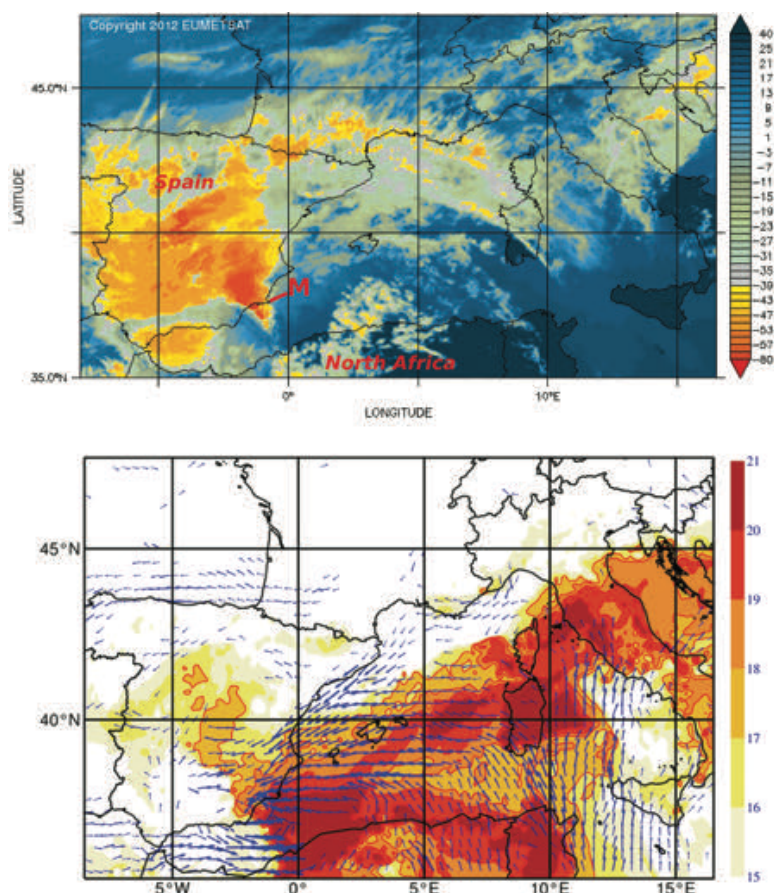 Copyright 2012 EUMETSAT
45.0°N
LATITUDE
Spain
M
North Africa
35.0°N
0°
10°E
LONGITUDE
40
25
21
17
13
9
5
1
-3
-7
-11
-15
-19
-23
-27
-31
-35
-39
-43
-47
-53
-57
-80
45°N
40°N
5°W
0°
5°E
10°E
15°E
21
20
19
18
17
16
15